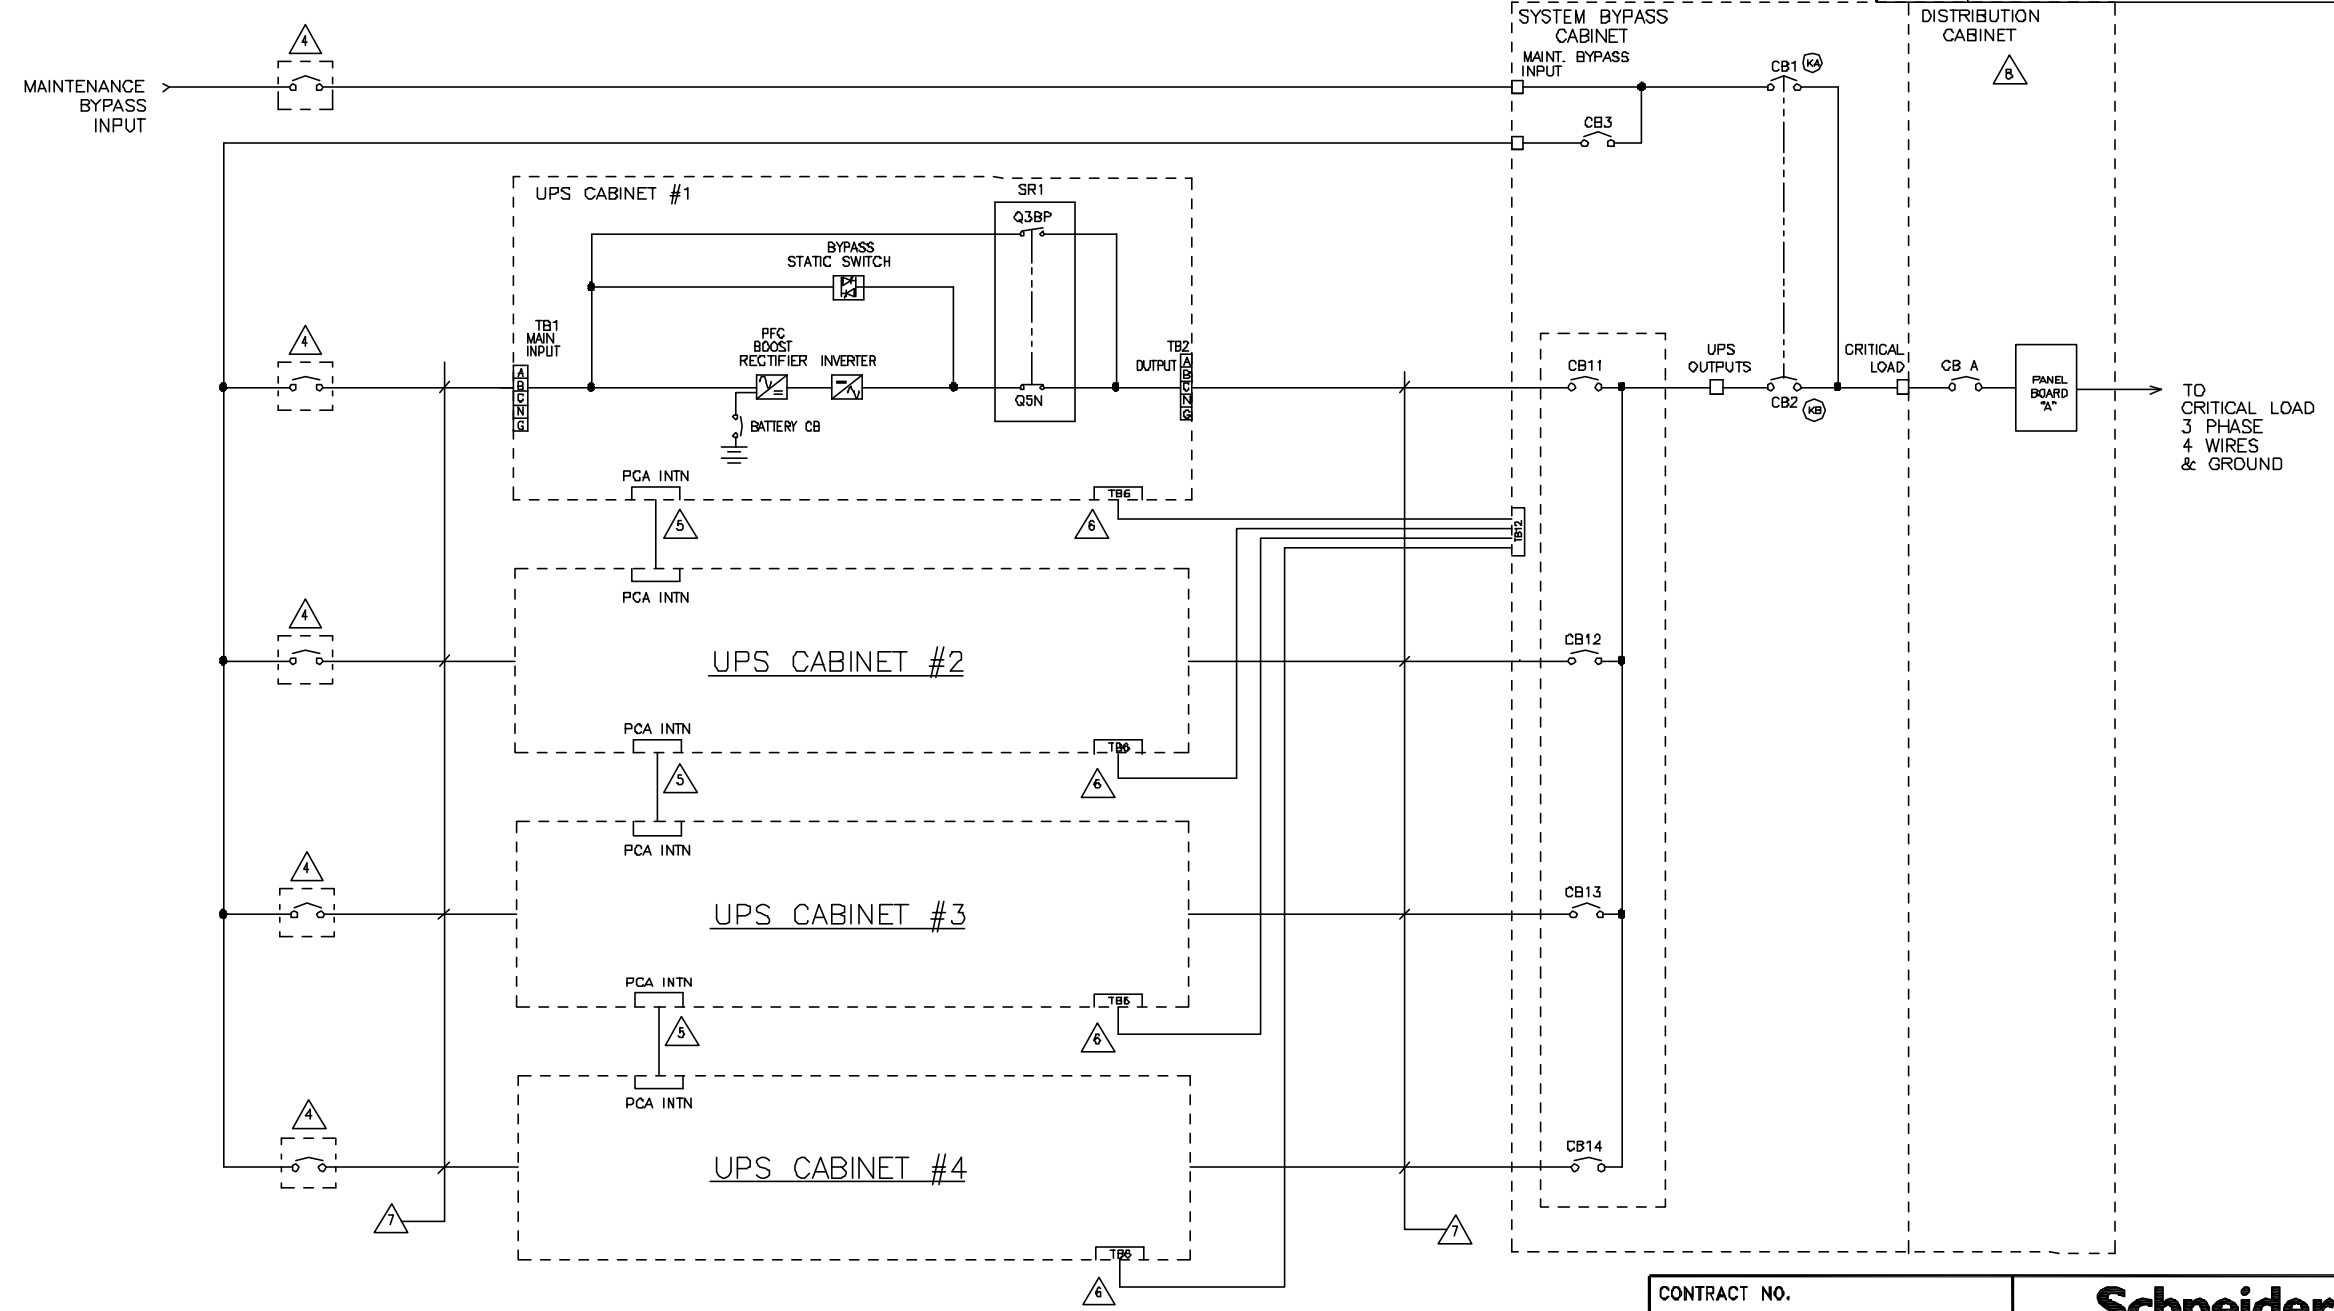 SYSTEM BYPASS
CABINET
DISTRIBUTION
CABINET
4
8
MAINT. BYPASS
INPUT
CB1
KA
MAINTENANCE
BYPASS
INPUT
CB3
UPS CABINET #1
SR1
Q3BP
BYPASS
STATIC SWITCH
4
TB1
MAIN
INPUT
PFC
BOOST
RECTIFIER
INVERTER
TB2
OUTPUT
A
B
C
N
G
A
B
C
N
G
Q5N
BATTERY CB
CB11
UPS
OUTPUTS
CB2
KB
CRITICAL
LOAD
CB A
PANEL
BOARD
"A"
TO
CRITICAL LOAD
3 PHASE
4 WIRES
& GROUND
PCA INTN
TB6
5
6
TB12
PCA INTN
4
UPS CABINET #2
CB12
PCA INTN
TB6
5
6
PCA INTN
4
UPS CABINET #3
CB13
PCA INTN
TB6
5
6
PCA INTN
4
UPS CABINET #4
CB14
7
7
TB6
6
CONTRACT NO.
Schneider